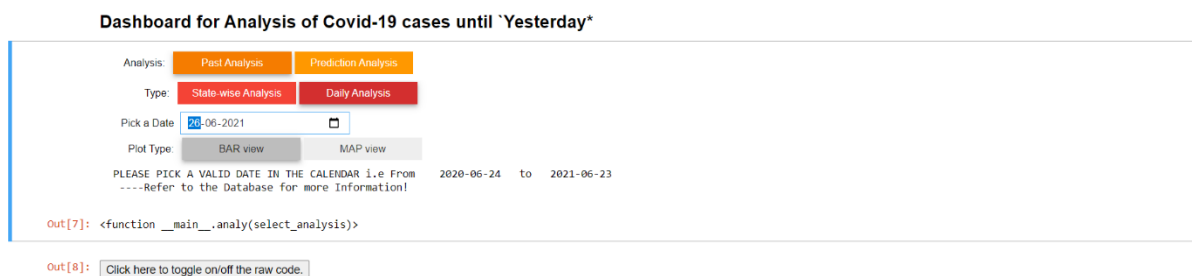 Dashboard for Analysis of Covid-19 cases until `Yesterday*
Analysis: Past Analysis Prediction Analysis
Type: State-wise Analysis Daily Analysis
Pick a Date 26-06-2021
Plot Type: BAR view MAP view
PLEASE PICK A VALID DATE IN THE CALENDAR i.e From 2020-06-24 to 2021-06-23
----Refer to the Database for more Information!
Out[7]: <function __main__.analy(select_analysis)>
Out[8]: Click here to toggle on/off the raw code.